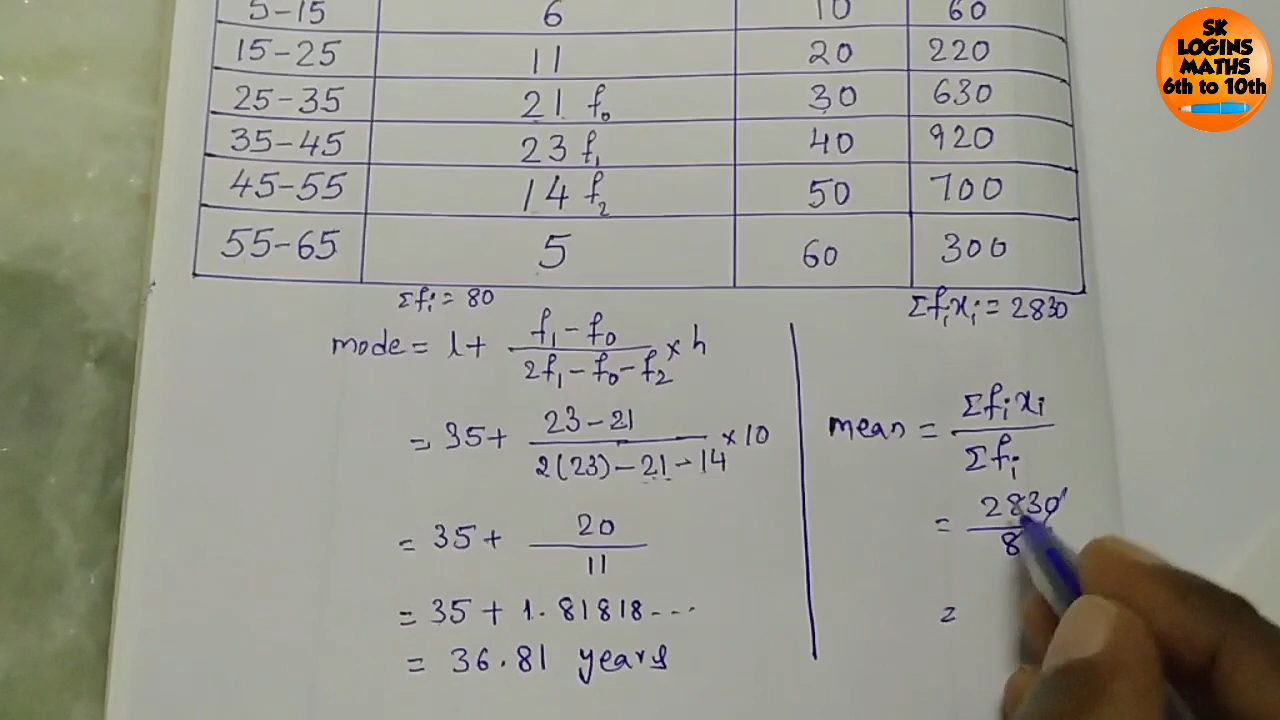 SK
LOGINS
MATHS
6th to 10th
5-15 6 10 60
15-25 11 20 220
25-35 21 f₀ 30 630
35-45 23 f₁ 40 920
45-55 14 f₂ 50 700
55-65 5 60 300
Σfᵢ = 80 Σfᵢxᵢ = 2830
mode = l + (f₁ - f₀)/(2f₁ - f₀ - f₂) × h
= 35 + (23 - 21)/(2(23) - 21 - 14) × 10
= 35 + 20/11
= 35 + 1.81818---
= 36.81 years
mean = Σfᵢxᵢ/Σfᵢ
= 2830/8
=